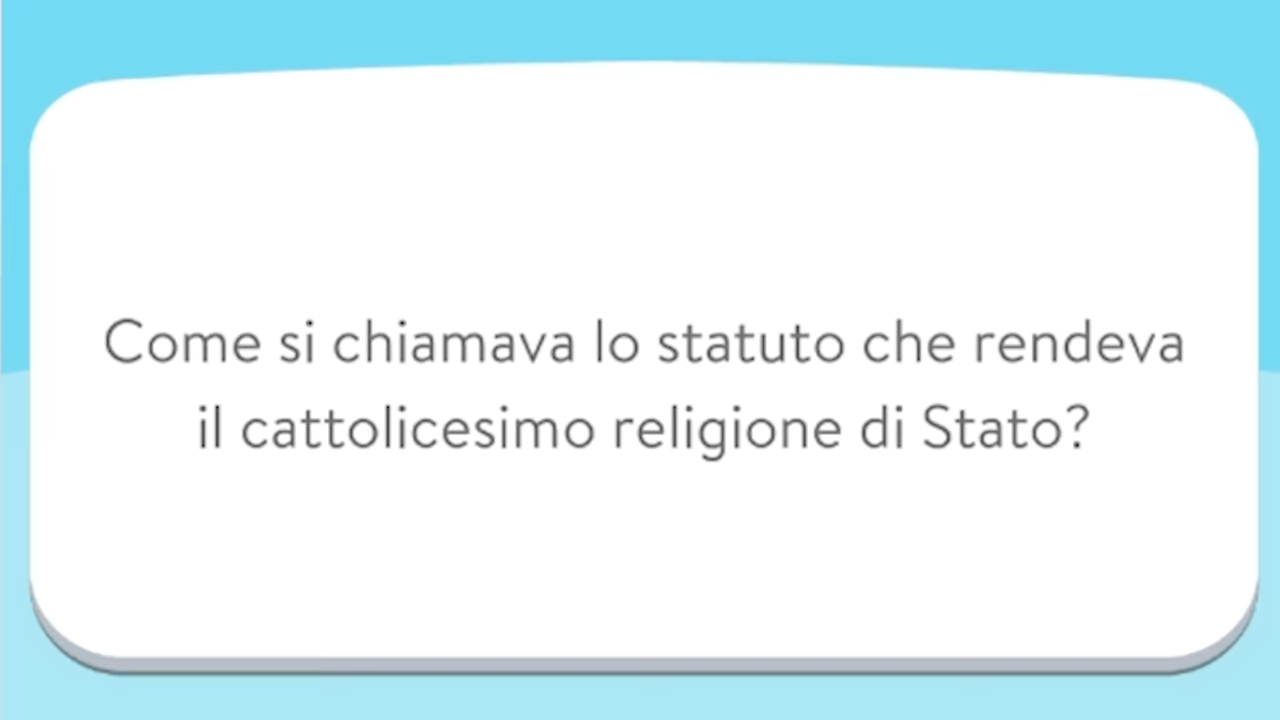 Come si chiamava lo statuto che rendeva
il cattolicesimo religione di Stato?